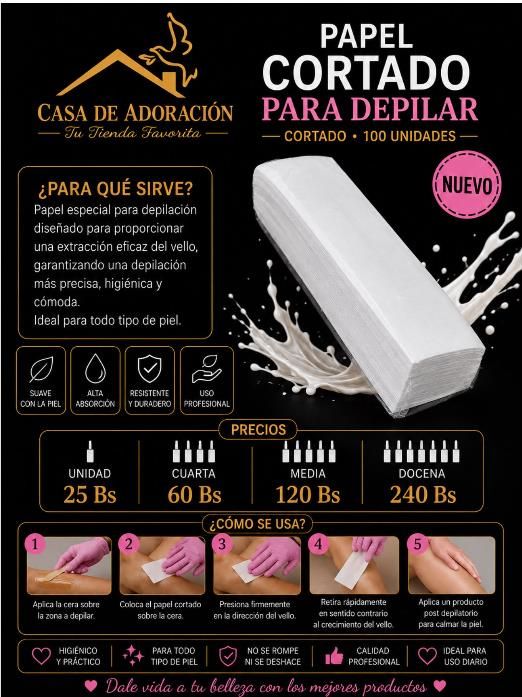 CASA DE ADORACIÓN
Tu Tienda Favorita
PAPEL
CORTADO
PARA DEPILAR
CORTADO • 100 UNIDADES
NUEVO
¿PARA QUÉ SIRVE?
Papel especial para depilación
diseñado para proporcionar
una extracción eficaz del vello,
garantizando una depilación
más precisa, higiénica y
cómoda.
Ideal para todo tipo de piel.
SUAVE
CON LA PIEL
ALTA
ABSORCIÓN
RESISTENTE
Y DURADERO
USO
PROFESIONAL
PRECIOS
UNIDAD
25 Bs
CUARTA
60 Bs
MEDIA
120 Bs
DOCENA
240 Bs
¿CÓMO SE USA?
1
Aplica la cera sobre
la zona a depilar.
2
Coloca el papel cortado
sobre la cera.
3
Presiona firmemente
en la dirección del vello.
4
Retira rápidamente
en sentido contrario
al crecimiento del vello.
5
Aplica un producto
post depilatorio
para calmar la piel.
HIGIÉNICO
Y PRÁCTICO
PARA TODO
TIPO DE PIEL
NO SE ROMPE
NI SE DESHACE
CALIDAD
PROFESIONAL
IDEAL PARA
USO DIARIO
Dale vida a tu belleza con los mejores productos